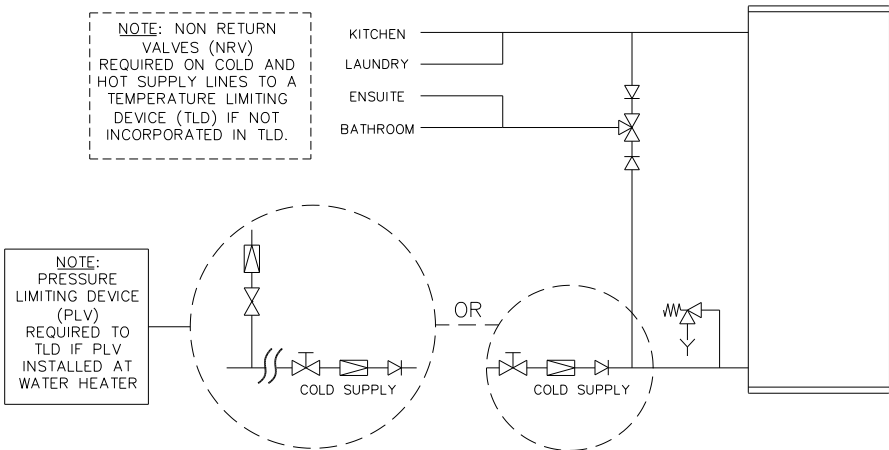 NOTE: NON RETURN
VALVES (NRV)
REQUIRED ON COLD AND
HOT SUPPLY LINES TO A
TEMPERATURE LIMITING
DEVICE (TLD) IF NOT
INCORPORATED IN TLD.
KITCHEN
LAUNDRY
ENSUITE
BATHROOM
NOTE:
PRESSURE
LIMITING DEVICE
(PLV)
REQUIRED TO
TLD IF PLV
INSTALLED AT
WATER HEATER
COLD SUPPLY
OR
COLD SUPPLY